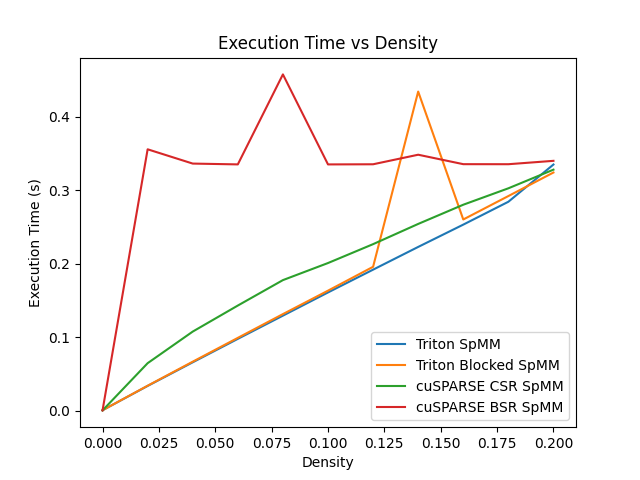 Execution Time vs Density
Execution Time (s)
0.4
0.3
0.2
0.1
0.0
Triton SpMM
Triton Blocked SpMM
cuSPARSE CSR SpMM
cuSPARSE BSR SpMM
0.000 0.025 0.050 0.075 0.100 0.125 0.150 0.175 0.200
Density